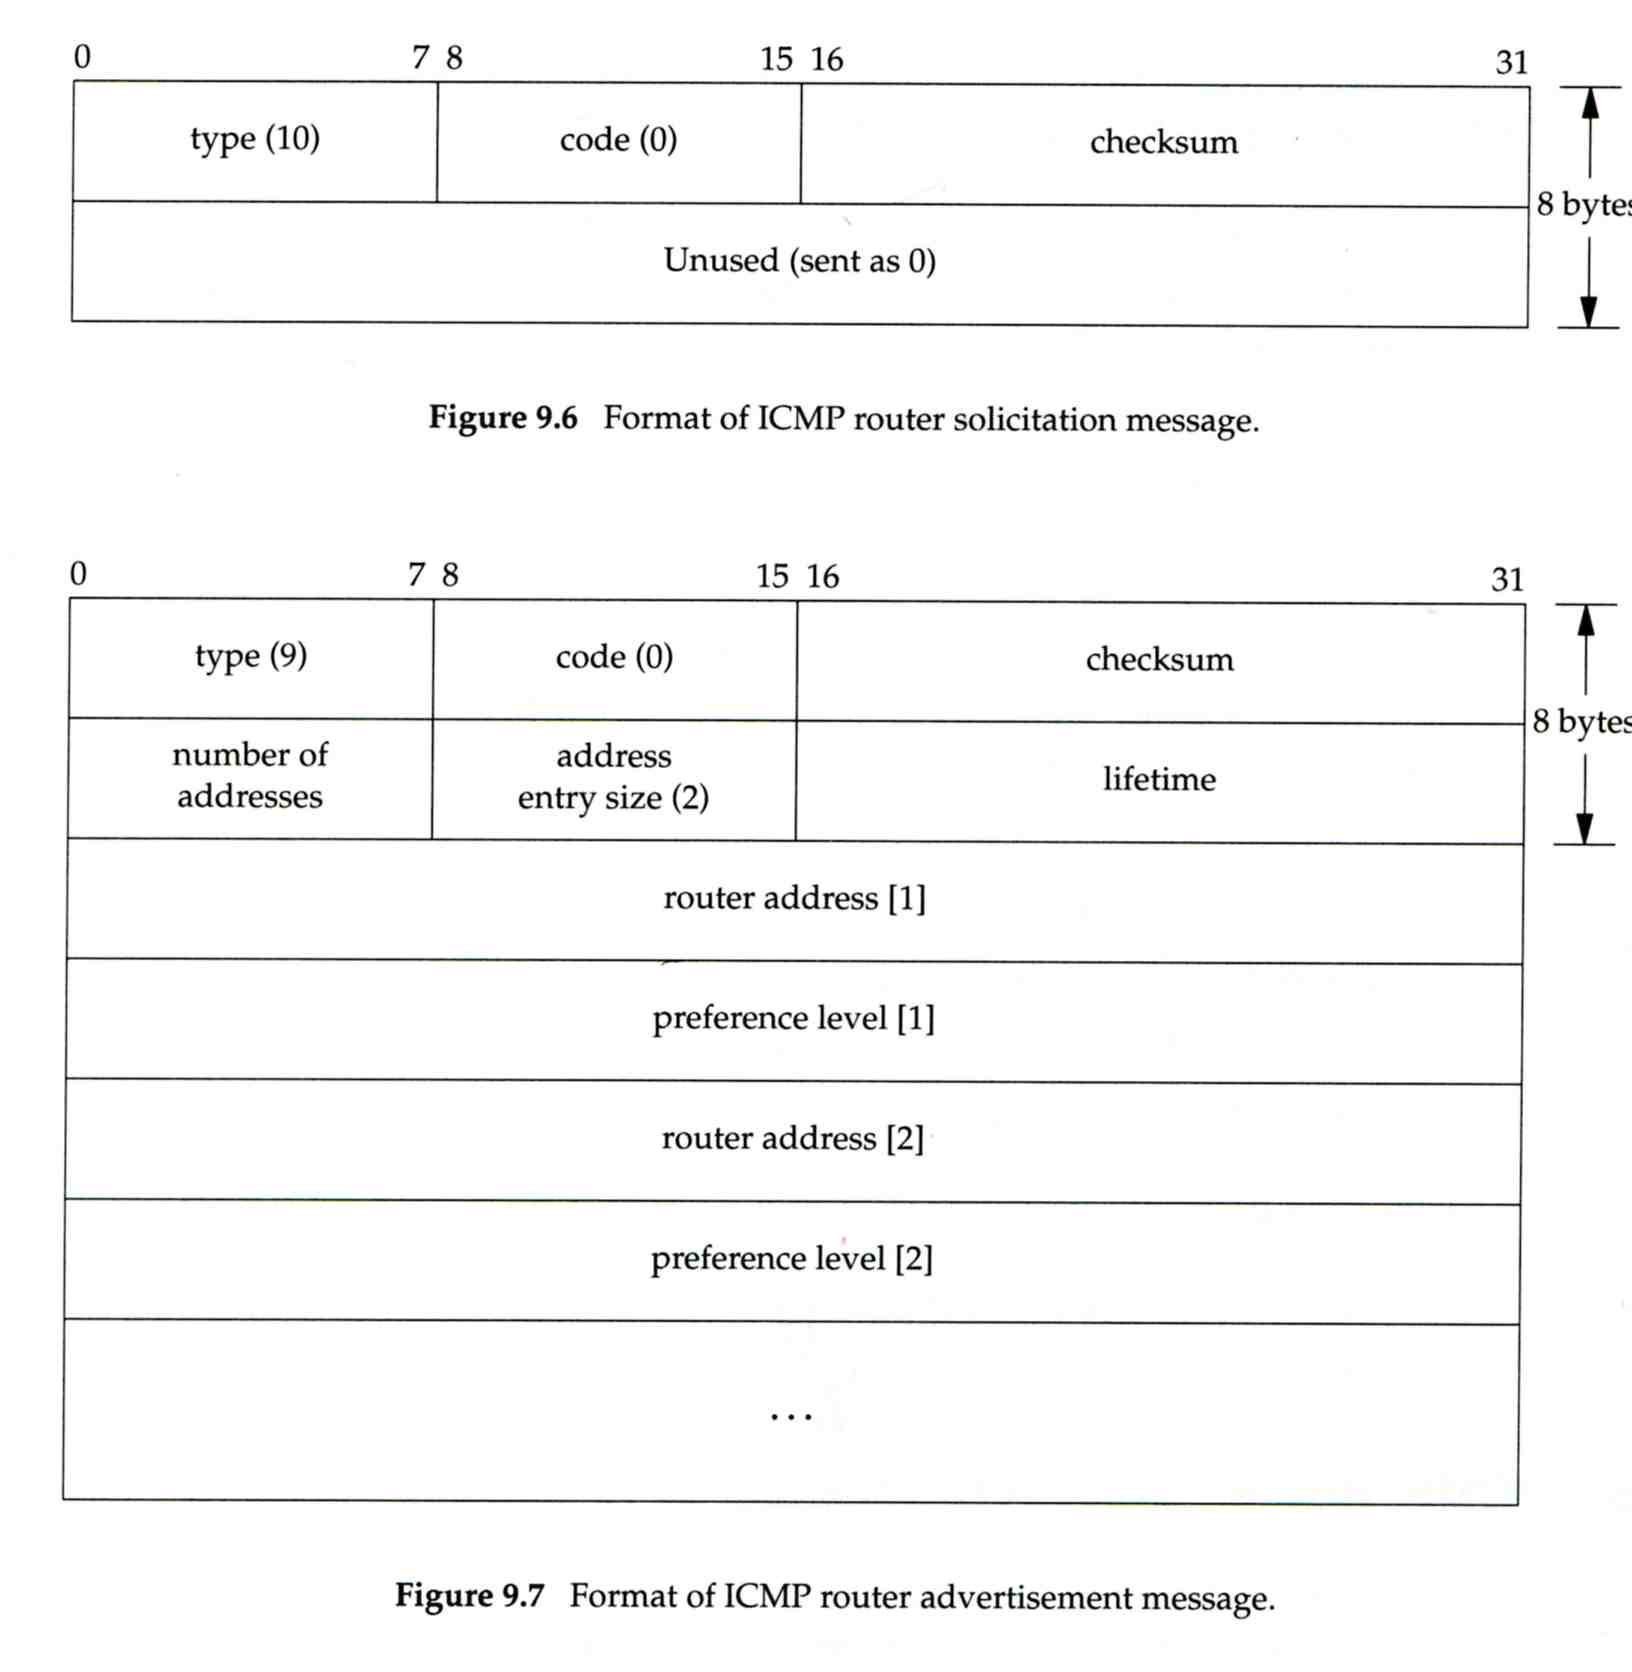 0 7 8 15 16 31
type (10) code (0) checksum
8 bytes
Unused (sent as 0)
Figure 9.6 Format of ICMP router solicitation message.
0 7 8 15 16 31
type (9) code (0) checksum
8 bytes
number of addresses address entry size (2) lifetime
router address [1]
preference level [1]
router address [2]
preference level [2]
...
Figure 9.7 Format of ICMP router advertisement message.